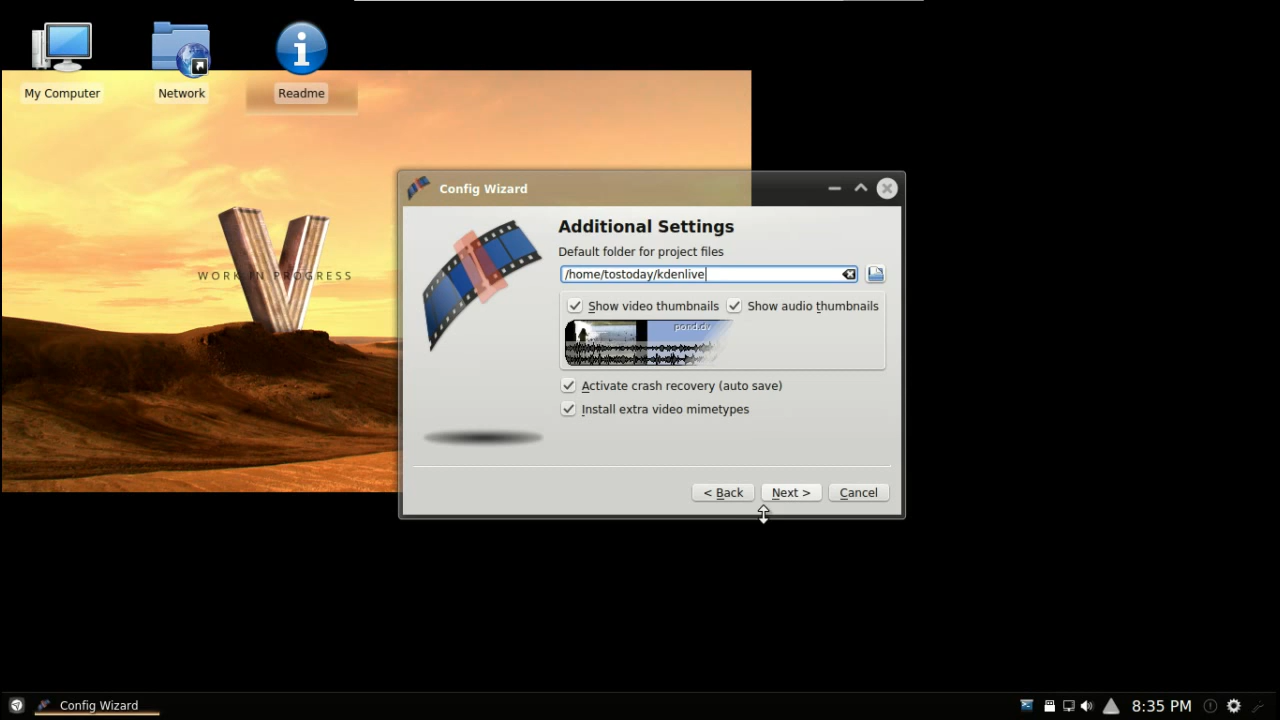 My Computer
Network
Readme
WORK IN PROGRESS
Config Wizard
Additional Settings
Default folder for project files
/home/tostoday/kdenlive
Show video thumbnails
Show audio thumbnails
pond.dv
Activate crash recovery (auto save)
Install extra video mimetypes
< Back
Next >
Cancel
Config Wizard
8:35 PM